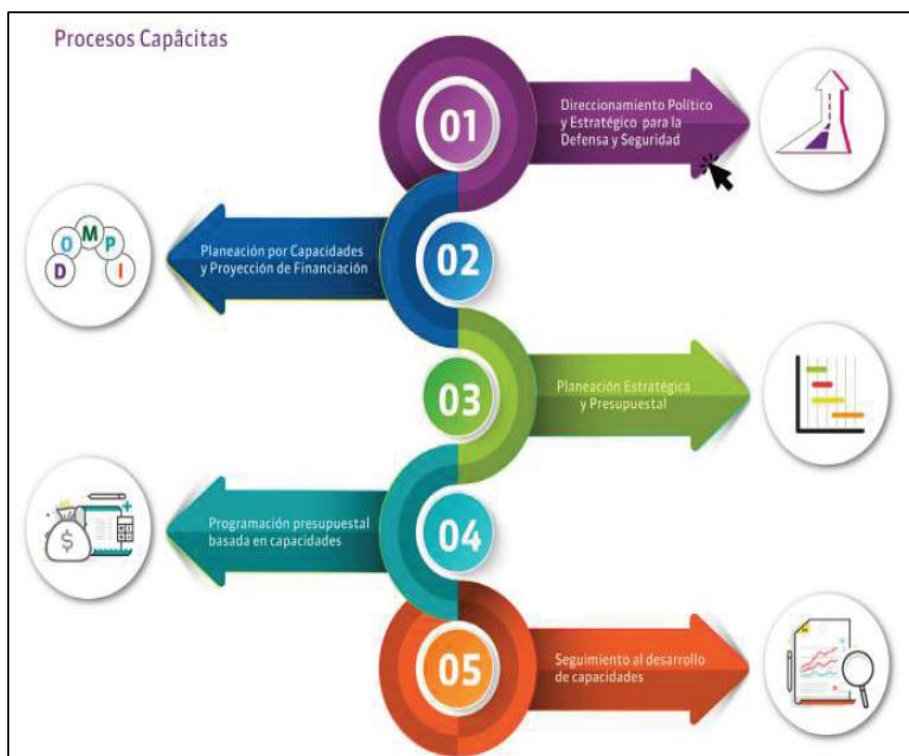 Procesos Capâcitas
01
Direccionamiento Político
y Estratégico para la
Defensa y Seguridad
D O M P I
Planeación por Capacidades
y Proyección de Financiación
02
03
Planeación Estratégica
y Presupuestal
$
Programación presupuestal
basada en capacidades
04
05
Seguimiento al desarrollo
de capacidades